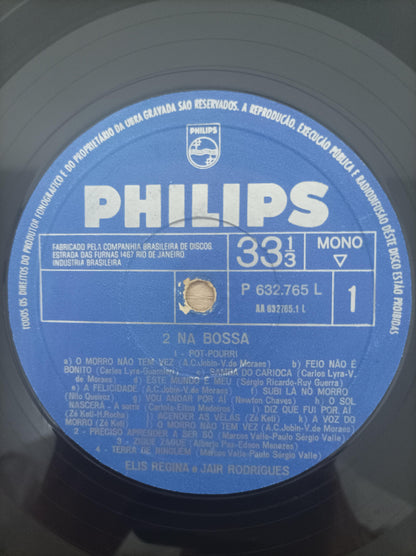 TODOS OS DIREITOS DO PRODUTOR FONOGRÁFICO E DO PROPRIETÁRIO DA OBRA GRAVADA SÃO RESERVADOS. A REPRODUÇÃO, EXECUÇÃO PÚBLICA E RADIODIFUSÃO DÊSTE DISCO ESTÃO PROIBIDAS
PHILIPS
PHILIPS
FABRICADO PELA COMPANHIA BRASILEIRA DE DISCOS
ESTRADA DAS FURNAS 1467 RIO DE JANEIRO
INDUSTRIA BRASILEIRA
33 1/3
MONO
P 632.765 L
AA 632765.1 L
1
2 NA BOSSA
1 - POT-POURRI
a) O MORRO NÃO TEM VEZ (A.C.Jobin-V.de Moraes) b) FEIO NÃO É
BONITO (Carlos Lyra-Guarnieri) c) SAMBA DO CARIOCA (Carlos Lyra-V.
de Moraes) d) ESTE MUNDO É MEU (Sérgio Ricardo-Ruy Guerra)
e) A FELICIDADE (A.C.Jobin-V.de Moraes) f) SUBI LÁ NO MORRO
(Nilo Queiroz) g) VOU ANDAR POR AÍ (Newton Chaves) h) O SOL
NASCERÁ - A sorrir (Cartola-Elton Medeiros) i) DIZ QUE FUI POR AÍ
(Zé Keti-H.Rocha) j) ACENDER AS VELAS (Zé Keti) k) A VOZ DO
MORRO (Zé Keti) l) O MORRO NÃO TEM VEZ (A.C.Jobin-V.de Moraes)
2 - PRECISO APRENDER A SER SÓ (Marcos Valle-Paulo Sérgio Valle)
3 - ZIGUE ZAGUE (Alberto Paz-Edson Menezes)
4 - TERRA DE NINGUÉM (Marcos Valle-Paulo Sérgio Valle)
ELIS REGINA e JAIR RODRIGUES